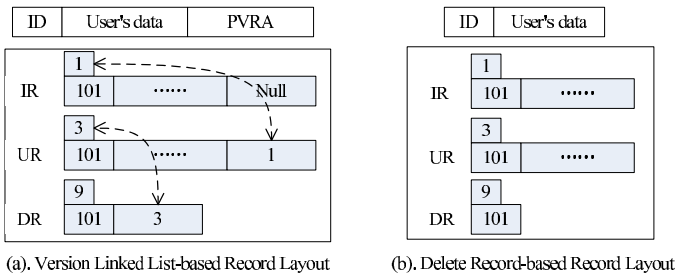 ID User's data PVRA
ID User's data
1
IR 101 ······ Null
3
UR 101 ······ 1
9
DR 101 3
1
IR 101 ······
3
UR 101 ······
9
DR 101
(a). Version Linked List-based Record Layout
(b). Delete Record-based Record Layout